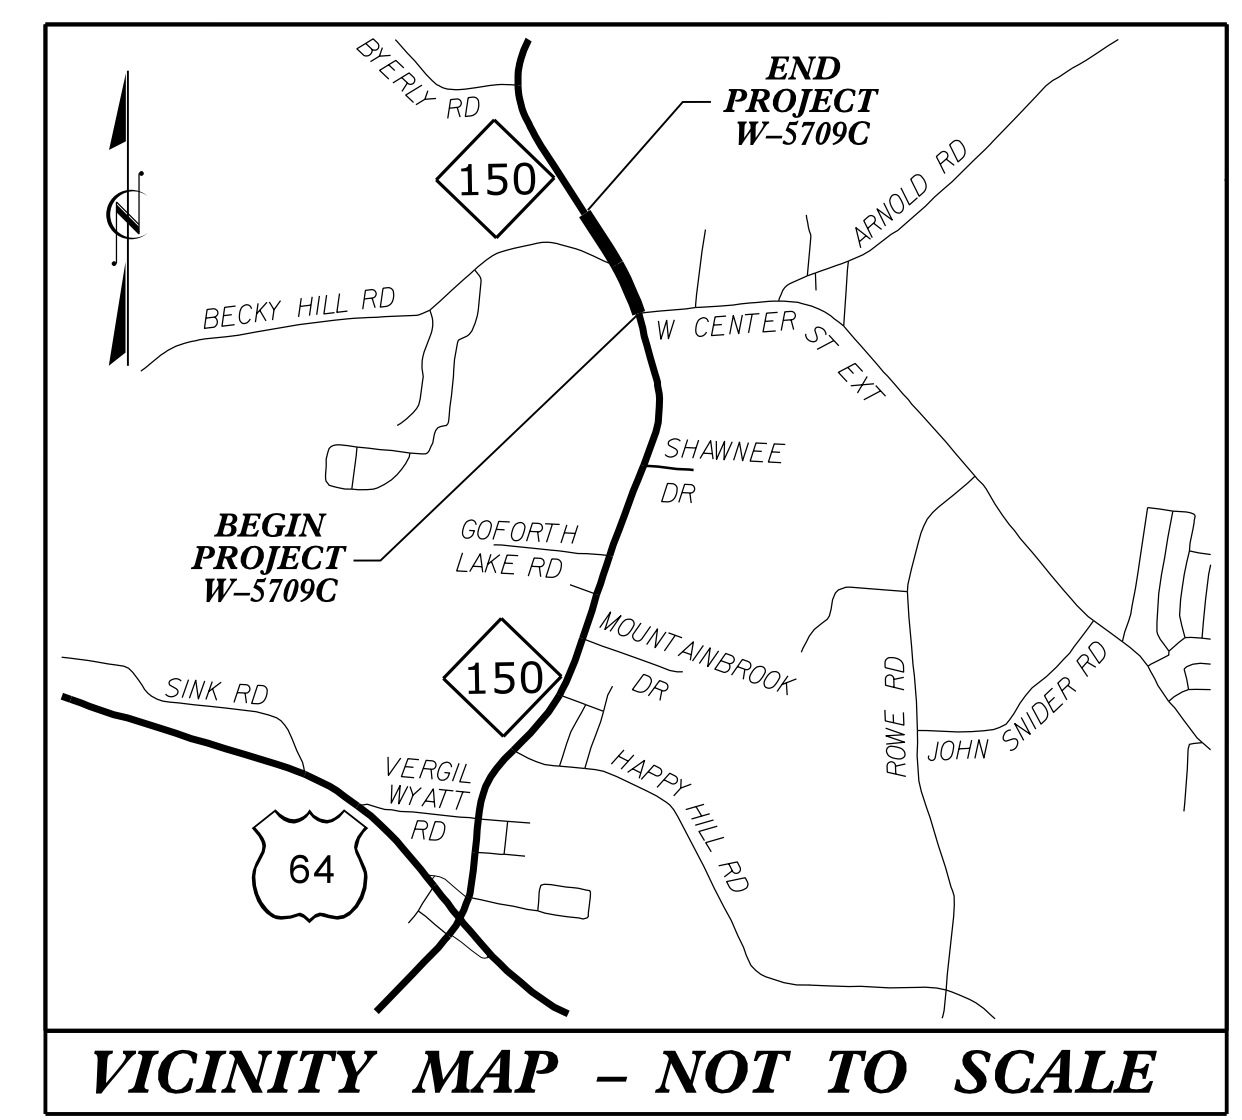 BYERLY RD
END
PROJECT
W–5709C
150
ARNOLD RD
N
BECKY HILL RD
W CENTER ST EXT
SHAWNEE
DR
BEGIN
PROJECT
W–5709C
GOFORTH
LAKE RD
MOUNTAINBROOK
DR
150
SINK RD
ROWE RD
JOHN SNIDER RD
VERGIL
WYATT
RD
HAPPY HILL RD
64
VICINITY MAP – NOT TO SCALE